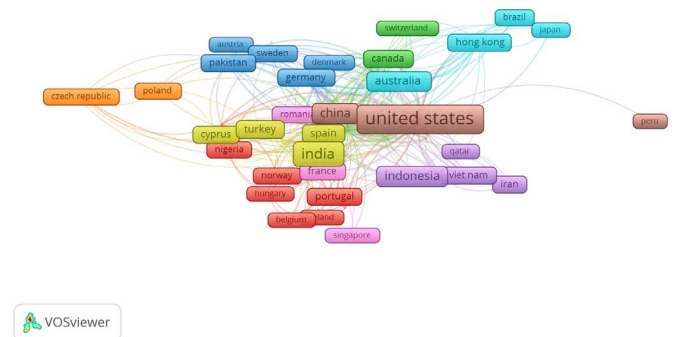 brazil
switzerland
japan
austria
hong kong
sweden
canada
pakistan
denmark
germany
australia
poland
czech republic
romania
china
united states
peru
cyprus
turkey
spain
nigeria
india
qatar
france
norway
indonesia
viet nam
iran
hungary
portugal
belgium
land
singapore
VOSviewer